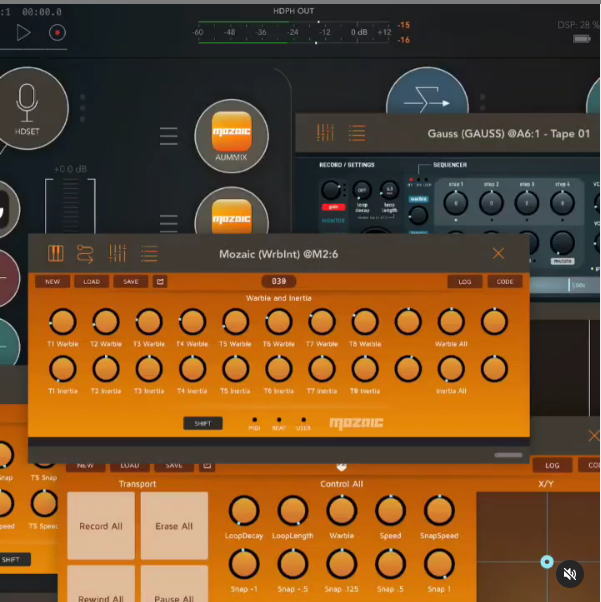 :1 00:00.0
HDPH OUT
-60 -48 -36 -24 -12 0 dB +12
-15
-16
DSP: 28 %
HDSET
mozaic
AUMMIX
+0.0 dB
mozaic
Gauss (GAUSS) @A6:1 - Tape 01
RECORD / SETTINGS
SEQUENCER
step 1 step 2 step 3 step 4
gain
loop decay
loop length
MONITOR
warble
Mozaic (WrbInt) @M2:6
NEW LOAD SAVE
030
LOG CODE
Warble and Inertia
T1 Warble T2 Warble T3 Warble T4 Warble T5 Warble T6 Warble T7 Warble T8 Warble Warble All
T1 Inertia T2 Inertia T3 Inertia T4 Inertia T5 Inertia T6 Inertia T7 Inertia T8 Inertia Inertia All
SHIFT
MIDI BEAT USER
MOZAIC
NEW LOAD SAVE
LOG
Transport
Control All
X/Y
Snap T5 Snap
Speed
SHIFT
Record All Erase All
Rewind All Pause All
LoopDecay LoopLength Warble Speed SnapSpeed
Snap -1 Snap -.5 Snap .125 Snap .5 Snap 1